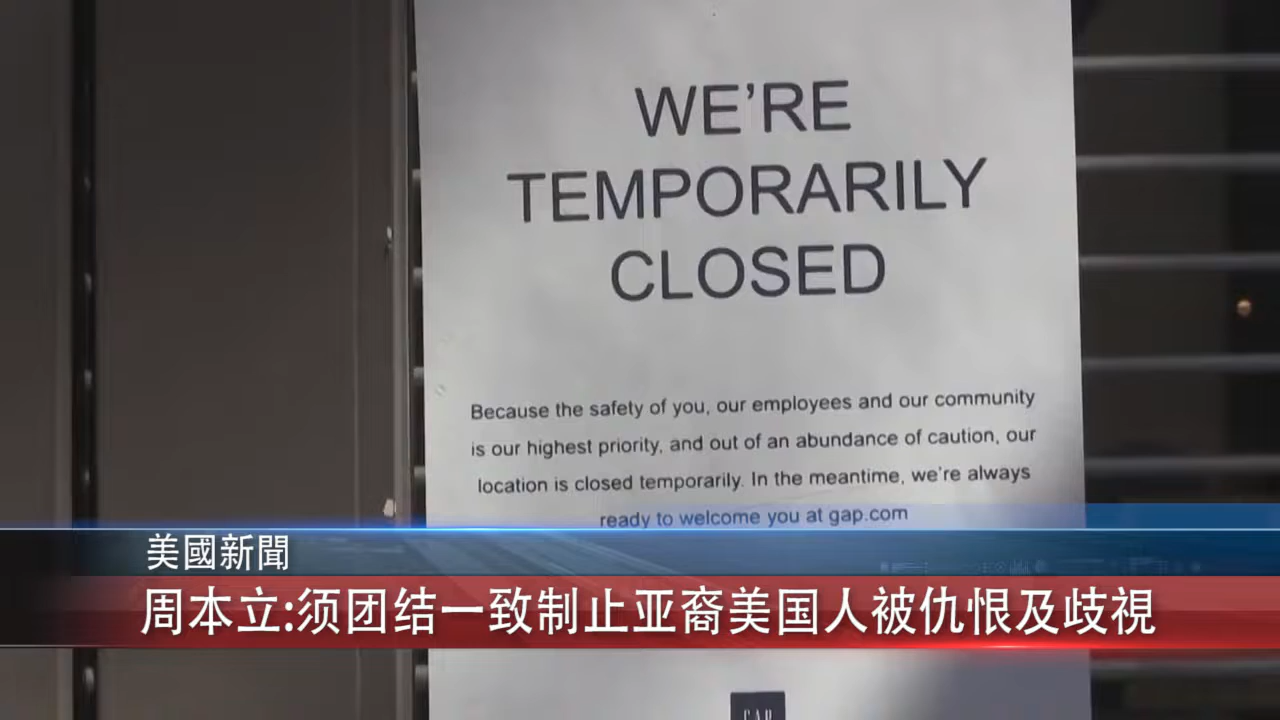 WE'RE
TEMPORARILY
CLOSED
Because the safety of you, our employees and our community
is our highest priority, and out of an abundance of caution, our
location is closed temporarily. In the meantime, we're always
ready to welcome you at gap.com
美國新聞
周本立:须团结一致制止亚裔美国人被仇恨及歧視
GAP